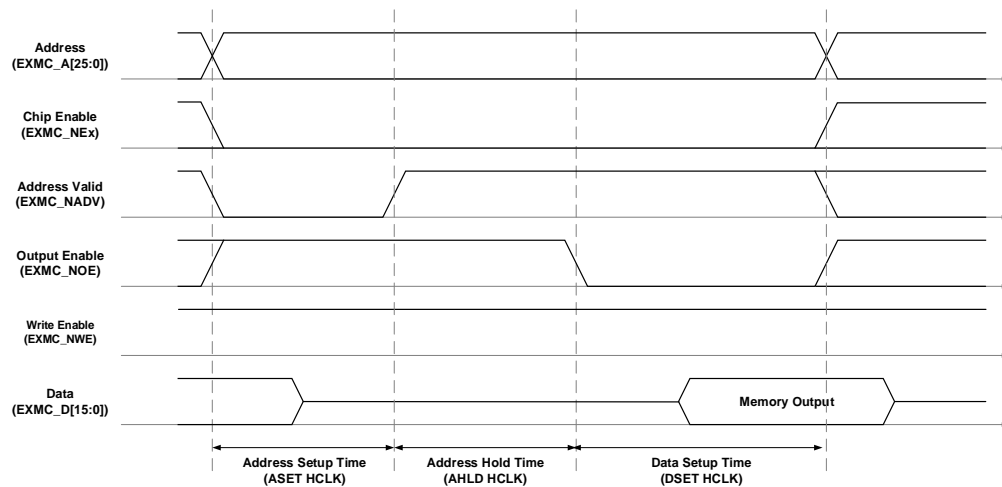 Address
(EXMC_A[25:0])
Chip Enable
(EXMC_NEx)
Address Valid
(EXMC_NADV)
Output Enable
(EXMC_NOE)
Write Enable
(EXMC_NWE)
Data
(EXMC_D[15:0])
Memory Output
Address Setup Time
(ASET HCLK)
Address Hold Time
(AHLD HCLK)
Data Setup Time
(DSET HCLK)